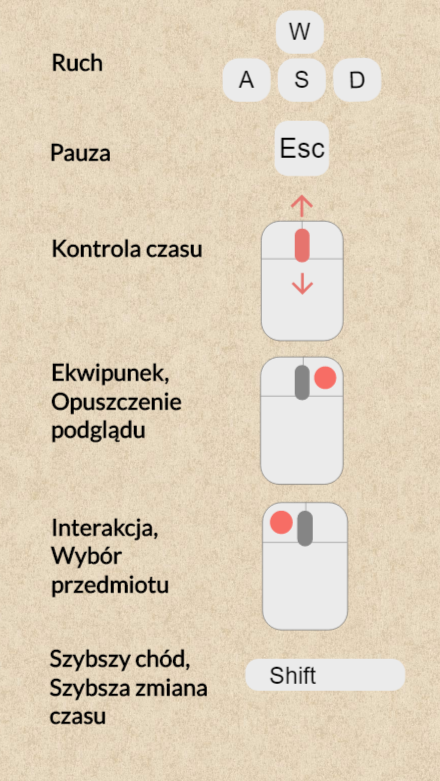 W
Ruch
A S D
Pauza
Esc
Kontrola czasu
Ekwipunek,
Opuszczenie
podglądu
Interakcja,
Wybór
przedmiotu
Szybszy chód,
Szybsza zmiana
czasu
Shift